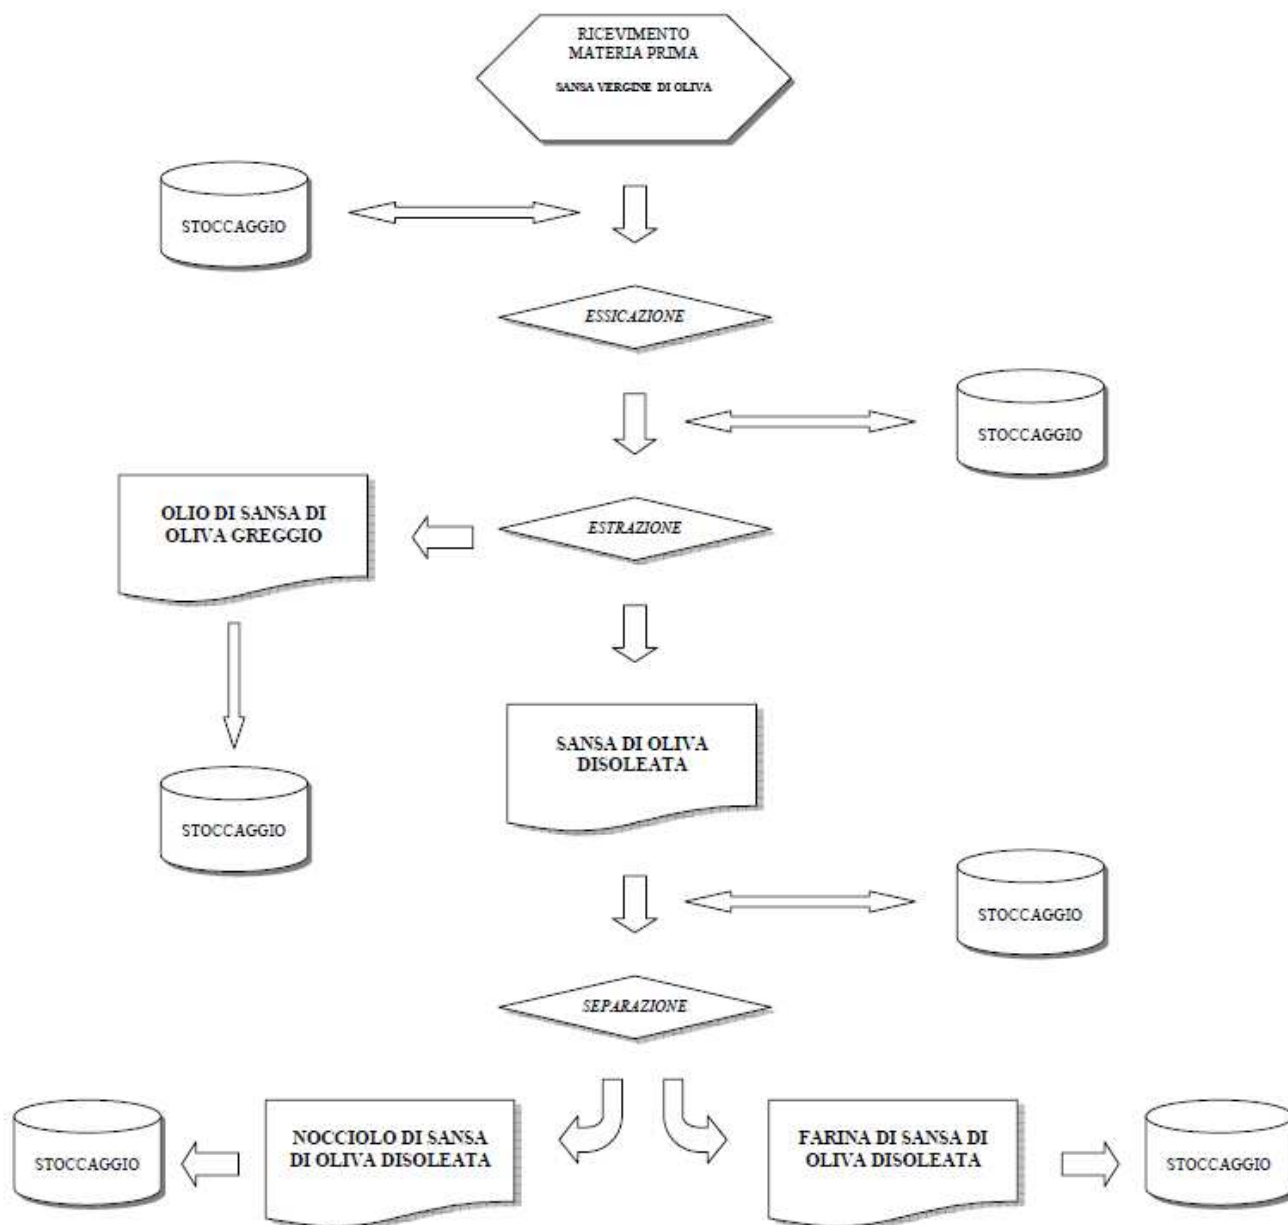 RICEVIMENTO
MATERIA PRIMA
SANSA VERGINE DI OLIVA
STOCCAGGIO
ESSICAZIONE
STOCCAGGIO
OLIO DI SANSA DI
OLIVA GREGGIO
ESTRAZIONE
SANSA DI OLIVA
DISOLEATA
STOCCAGGIO
STOCCAGGIO
SEPARAZIONE
STOCCAGGIO
NOCCIOLO DI SANSA
DI OLIVA DISOLEATA
FARINA DI SANSA DI
OLIVA DISOLEATA
STOCCAGGIO